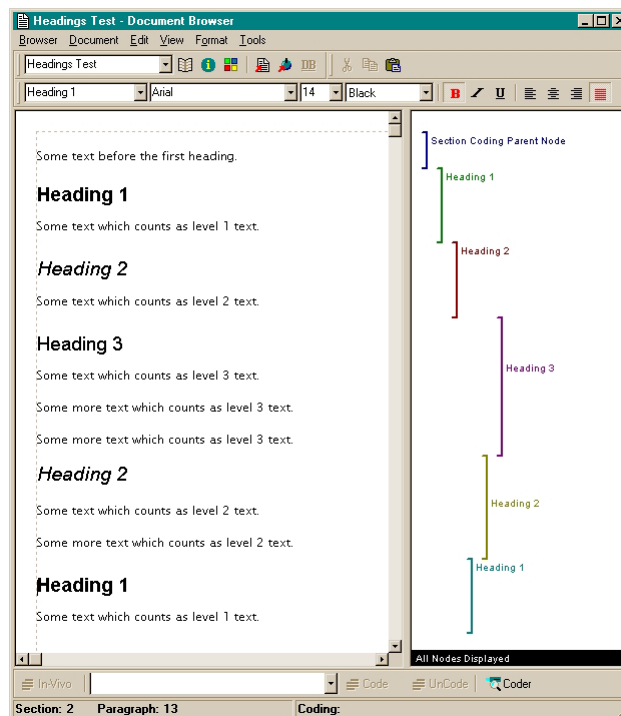 Headings Test - Document Browser
Browser Document Edit View Format Tools
Headings Test
DB
Heading 1 Arial 14 Black B I U
Some text before the first heading.
Heading 1
Some text which counts as level 1 text.
Heading 2
Some text which counts as level 2 text.
Heading 3
Some text which counts as level 3 text.
Some more text which counts as level 3 text.
Some more text which counts as level 3 text.
Heading 2
Some text which counts as level 2 text.
Some more text which counts as level 2 text.
Heading 1
Some text which counts as level 1 text.
Section Coding Parent Node
Heading 1
Heading 2
Heading 3
Heading 2
Heading 1
All Nodes Displayed
In-Vivo Code UnCode Coder
Section: 2 Paragraph: 13 Coding: